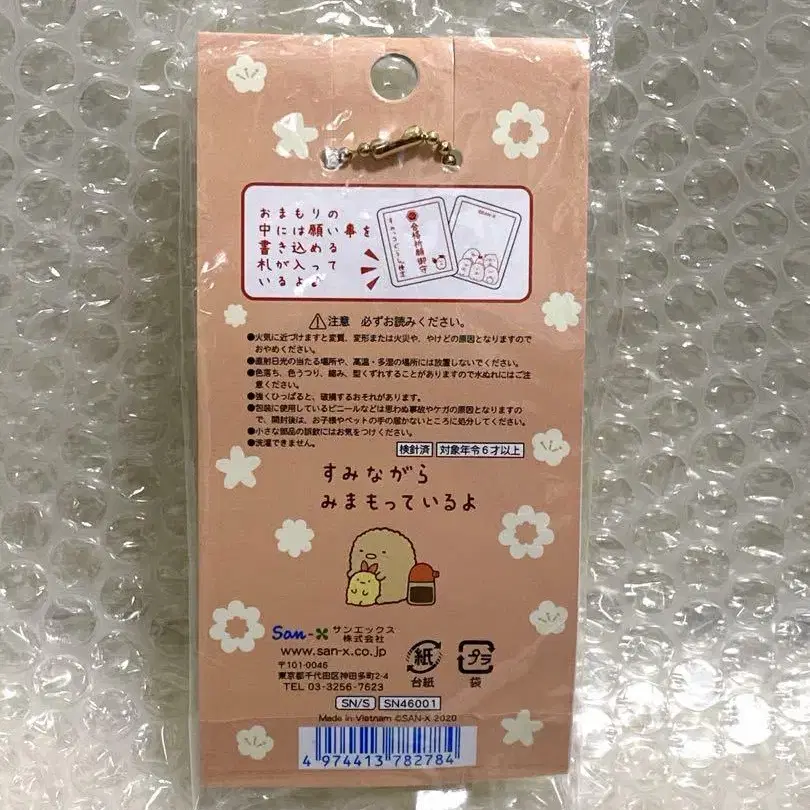 おまもりの
中には願い事を
書き込める
札が入って
いるよ♪
合格祈願御守
©SAN-X
⚠注意 必ずお読みください。
●火気に近づけますと変質、変形または火災や、やけどの原因となりますので
おやめください。
●直射日光の当たる場所や、高温・多湿の場所には放置しないでください。
●色落ち、色うつり、縮み、型くずれすることがありますので水ぬれにはご注
意ください。
●強くひっぱると、破損するおそれがあります。
●包装に使用しているビニールなどは思わぬ事故やケガの原因となりますの
で、開封後は、お子様やペットの手の届かないところに処分してください。
●小さな部品の誤飲にはお気をつけください。
●洗濯できません。
検針済 対象年令6才以上
すみながら
みまもっているよ
San-x サンエックス
株式会社
www.san-x.co.jp
〒101-0046
東京都千代田区神田多町2-4
TEL 03-3256-7623
紙
台紙
プラ
袋
SN/S SN46001
Made in Vietnam ©SAN-X 2020
4 974413 782784